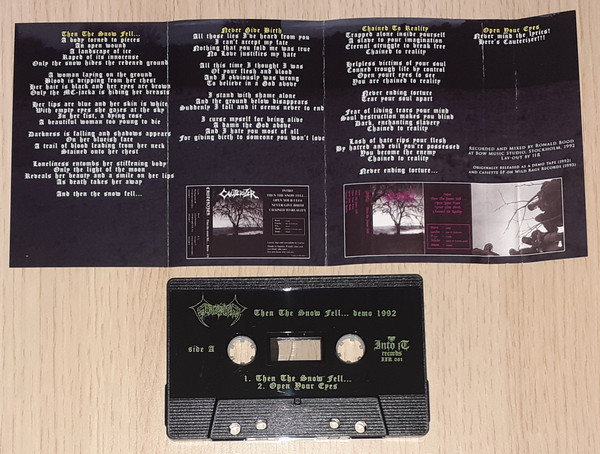 Then The Snow Fell...
A body torned to pieces
An open wound
A landscape of ice
Raped of its innocense
Only the snow hides the redened ground
A woman laying on the ground
Blood is dripping from her chest
Her hair is black and her eyes are brown
Only the MC-jacka is hiding her breasts
Her lips are blue and her skin is white
With empty eyes she gazes at the sky
In her fist, a dying rose
A beautiful woman too young to die
Darkness is falling and shadows appears
On her blueish face
A trail of blood leading from her neck
Stained onto her chest
Loneliness entombs her stiffening body
Only the light of the moon
Reveals her beauty and a smile on her lips
As death takes her away
And then the snow fell...
Never Give Birth
All those lies I've heard from you
I can't accept my fate
Nothing that you told me was true
No Love justifies my hate
All this time I thought I was
Of your flesh and blood
And I obviously was wrong
To believe in a God above
I stand with shame alone
And the ground below disappears
Suddenly I fall and it seems never to end
I curse myself for being alive
& damn the God above
And I hate you most of all
For giving birth to someone you won't love
Chained To Reality
Trapped alone inside yourself
A slave to your imagination
Eternal struggle to break free
Chained to reality
Helpless victims of your soul
Conned trough life by control
Open yourt eyes to see
You are chained to reality
Never ending torture
Tear your soul apart
Fear of living tears your mind
Soul destruction makes you blind
Dark, enchanting slavery
Chained to reality
Lash of hate rips your flesh
By hatred and evil you're possessed
You become the enemy
Chained to reality
Never ending torture...
Open Your Eyes
Never mind the lyrics!
Here's Cauterizer!!!
Recorded and mixed by Ronald Bood
at Bow Music Studio, Stockholm, 1992
Lay-out by IIR
Originally released as a demo tape (1992)
and cassette EP on Wild Rags Records (1992)
Cauterizer
Then The Snow Fell... demo 1992
side A
Into iT
records
IIR 001
1. Then The Snow Fell...
2. Open Your Eyes